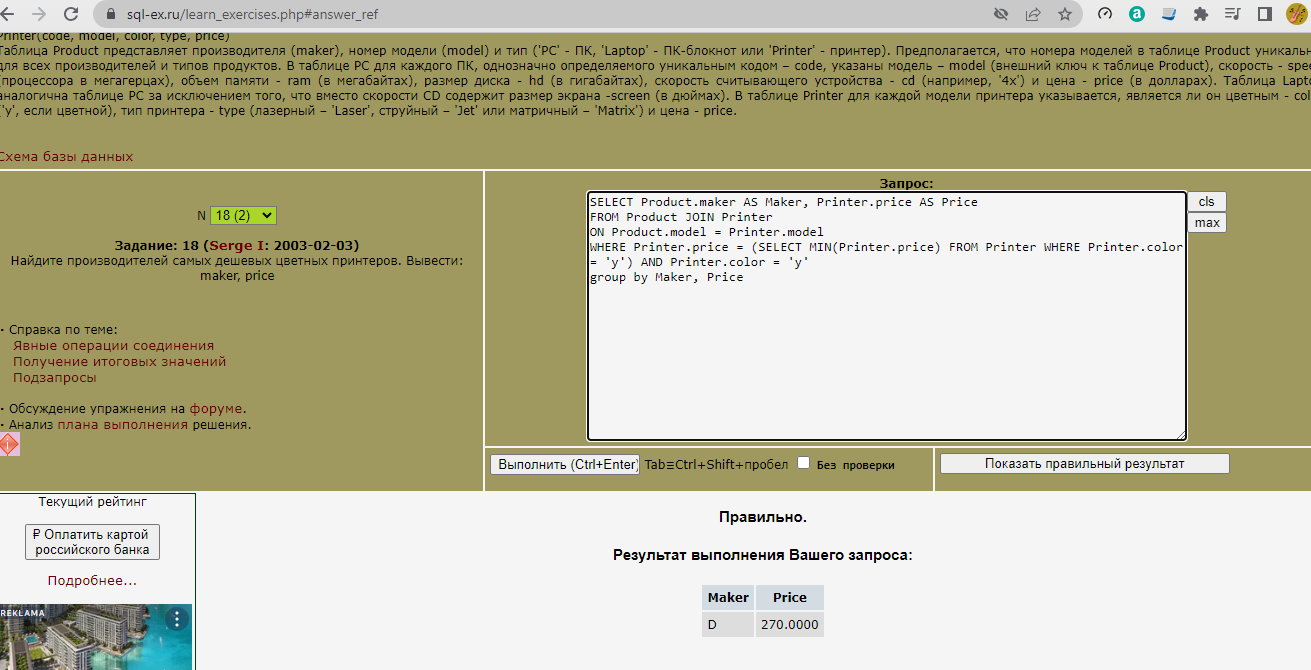 sql-ex.ru/learn_exercises.php#answer_ref
Printer(code, model, color, type, price)
Таблица Product представляет производителя (maker), номер модели (model) и тип ('PC' - ПК, 'Laptop' - ПК-блокнот или 'Printer' - принтер). Предполагается, что номера моделей в таблице Product
для всех производителей и типов продуктов. В таблице PC для каждого ПК, однозначно определяемого уникальным кодом – code, указаны модель – model (внешний ключ к таблице Product), скорость -
(процессора в мегагерцах), объем памяти - ram (в мегабайтах), размер диска - hd (в гигабайтах), скорость считывающего устройства - cd (например, '4x') и цена - price (в долларах). Таблица
аналогична таблице PC за исключением того, что вместо скорости CD содержит размер экрана -screen (в дюймах). В таблице Printer для каждой модели принтера указывается, является ли он цветным -
('y', если цветной), тип принтера - type (лазерный – 'Laser', струйный – 'Jet' или матричный – 'Matrix') и цена - price.
Схема базы данных
N 18 (2)
Задание: 18 (Serge I: 2003-02-03)
Найдите производителей самых дешевых цветных принтеров. Вывести:
maker, price
· Справка по теме:
Явные операции соединения
Получение итоговых значений
Подзапросы
· Обсуждение упражнения на форуме.
· Анализ плана выполнения решения.
Запрос:
SELECT Product.maker AS Maker, Printer.price AS Price
FROM Product JOIN Printer
ON Product.model = Printer.model
WHERE Printer.price = (SELECT MIN(Printer.price) FROM Printer WHERE Printer.color
= 'y') AND Printer.color = 'y'
group by Maker, Price
cls
max
Выполнить (Ctrl+Enter) Tab≡Ctrl+Shift+пробел Без проверки
Показать правильный результат
Текущий рейтинг
₽ Оплатить картой
российского банка
Подробнее...
REKLAMA
Правильно.
Результат выполнения Вашего запроса:
Maker Price
D 270.0000